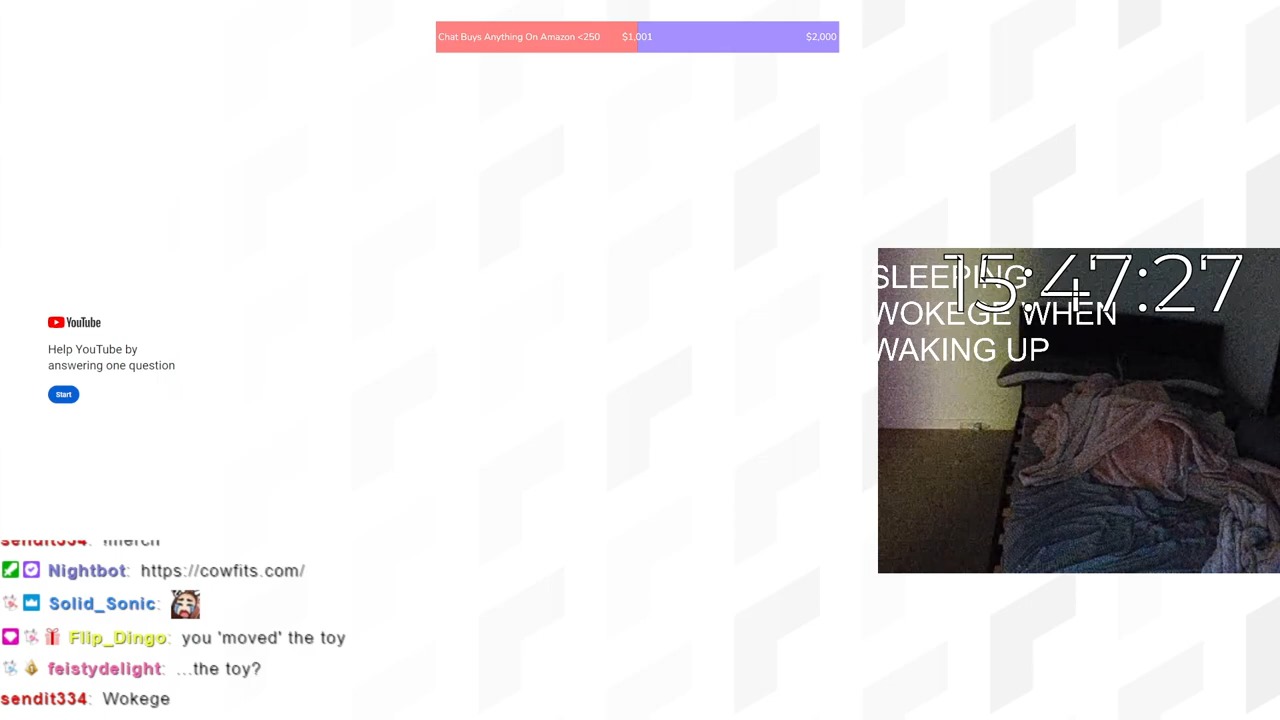 Chat Buys Anything On Amazon <250 $1,001 $2,000
15:47:27
SLEEPING
WOKEGE WHEN
WAKING UP
YouTube
Help YouTube by
answering one question
Start
sendit334: !merch
Nightbot: https://cowfits.com/
Solid_Sonic:
Flip_Dingo: you 'moved' the toy
feistydelight: ...the toy?
sendit334: Wokege